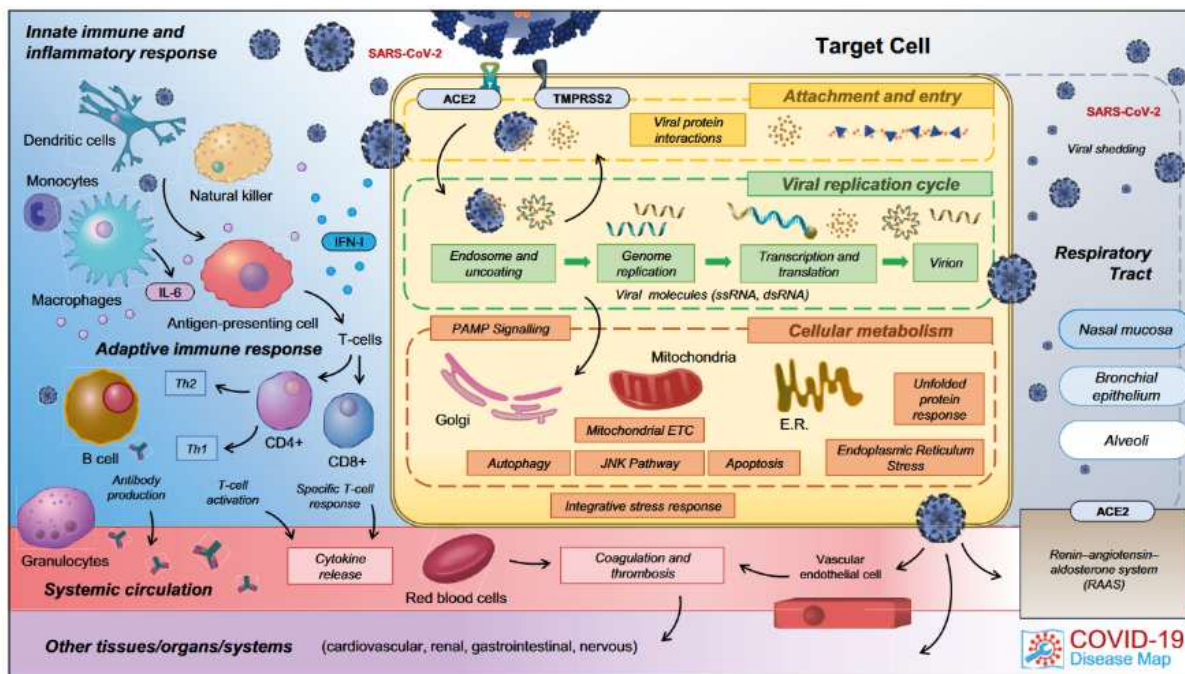 Innate immune and
inflammatory response
SARS-CoV-2
Target Cell
Dendritic cells
Natural killer
Monocytes
Macrophages
IL-6
IFN-I
Antigen-presenting cell
T-cells
Adaptive immune response
Th2
Th1
B cell
CD4+
CD8+
Antibody
production
T-cell
activation
Specific T-cell
response
Granulocytes
ACE2
TMPRSS2
Attachment and entry
Viral protein
interactions
Viral replication cycle
Endosome and
uncoating
Genome
replication
Transcription and
translation
Virion
Viral molecules (ssRNA, dsRNA)
PAMP Signalling
Cellular metabolism
Mitochondria
Golgi
E.R.
Unfolded
protein
response
Mitochondrial ETC
Autophagy
JNK Pathway
Apoptosis
Endoplasmic Reticulum
Stress
Integrative stress response
SARS-CoV-2
Viral shedding
Respiratory
Tract
Nasal mucosa
Bronchial
epithelium
Alveoli
ACE2
Renin–angiotensin–
aldosterone system
(RAAS)
Systemic circulation
Cytokine
release
Red blood cells
Coagulation and
thrombosis
Vascular
endothelial cell
Other tissues/organs/systems (cardiovascular, renal, gastrointestinal, nervous)
COVID-19
Disease Map